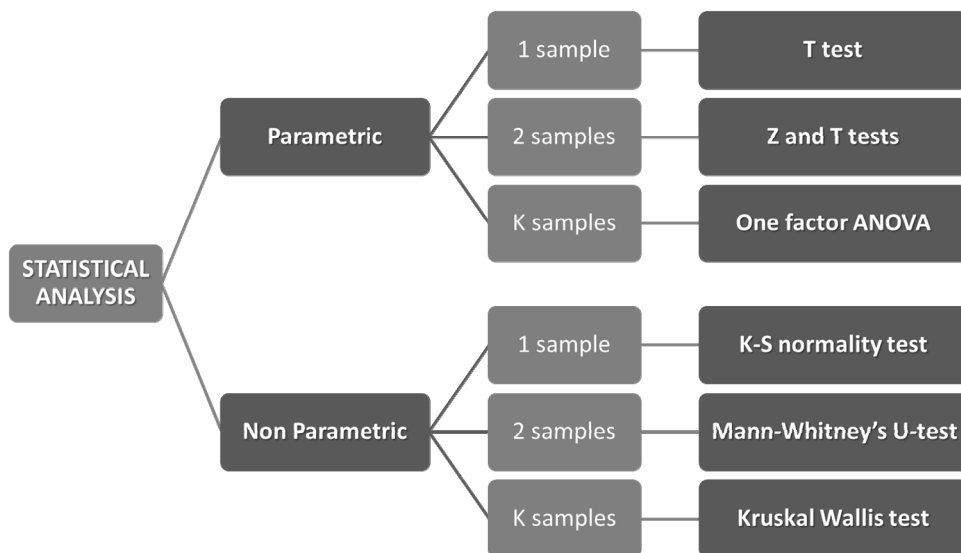 STATISTICAL
ANALYSIS
Parametric
1 sample
T test
2 samples
Z and T tests
K samples
One factor ANOVA
Non Parametric
1 sample
K-S normality test
2 samples
Mann-Whitney’s U-test
K samples
Kruskal Wallis test